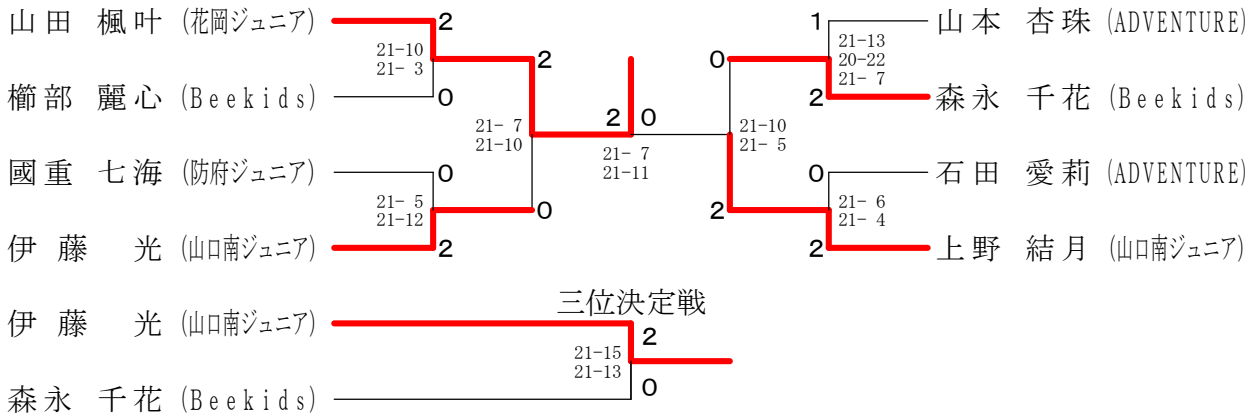 山田 楓叶 (花岡ジュニア) 2 1 山本 杏珠 (ADVENTURE)
21-10 2 0 21-13
21- 3 20-22
21- 7
櫛部 麗心 (Beekids) 0 2 森永 千花 (Beekids)
21- 7 2 0 21-10
21-10 21- 5
21- 7
21-11
國重 七海 (防府ジュニア) 0 0 石田 愛莉 (ADVENTURE)
21- 5 0 2 21- 6
21-12 21- 4
伊藤 光 (山口南ジュニア) 2 2 上野 結月 (山口南ジュニア)
三位決定戦
伊藤 光 (山口南ジュニア) 2
21-15
21-13
森永 千花 (Beekids) 0